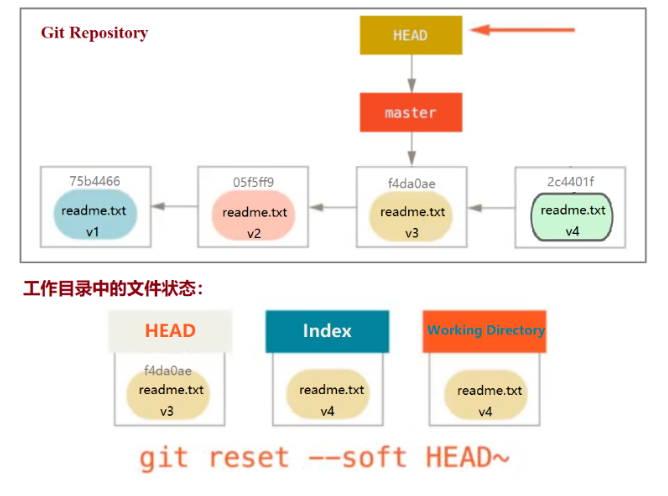 Git Repository
HEAD
master
75b4466
readme.txt
v1
05f5ff9
readme.txt
v2
f4da0ae
readme.txt
v3
2c4401f
readme.txt
v4
工作目录中的文件状态:
HEAD
f4da0ae
readme.txt
v3
Index
readme.txt
v4
Working Directory
readme.txt
v4
git reset --soft HEAD~